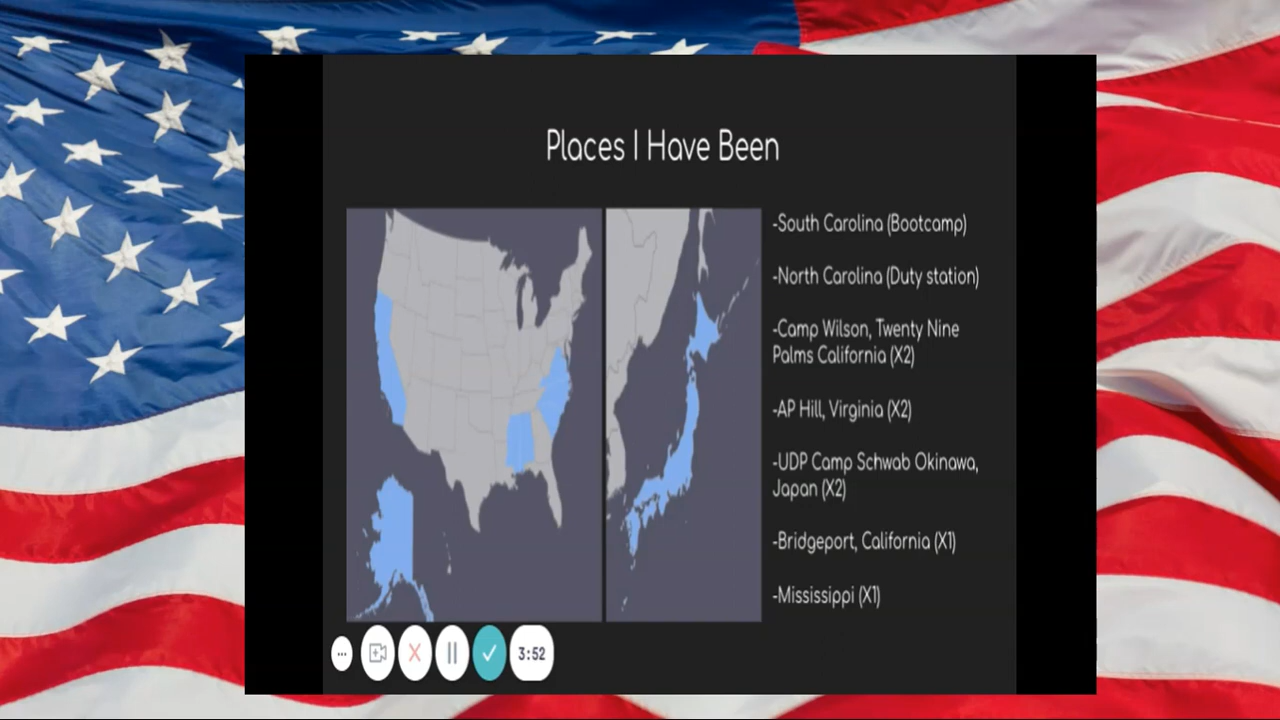 Places I Have Been
-South Carolina (Bootcamp)
-North Carolina (Duty station)
-Camp Wilson, Twenty Nine
Palms California (X2)
-AP Hill, Virginia (X2)
-UDP Camp Schwab Okinawa,
Japan (X2)
-Bridgeport, California (X1)
-Mississippi (X1)
3:52